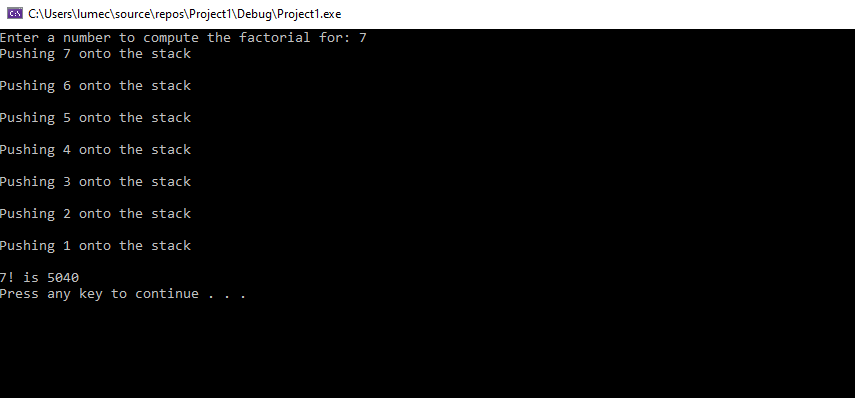 C:\Users\lumec\source\repos\Project1\Debug\Project1.exe
Enter a number to compute the factorial for: 7
Pushing 7 onto the stack
Pushing 6 onto the stack
Pushing 5 onto the stack
Pushing 4 onto the stack
Pushing 3 onto the stack
Pushing 2 onto the stack
Pushing 1 onto the stack
7! is 5040
Press any key to continue . . .